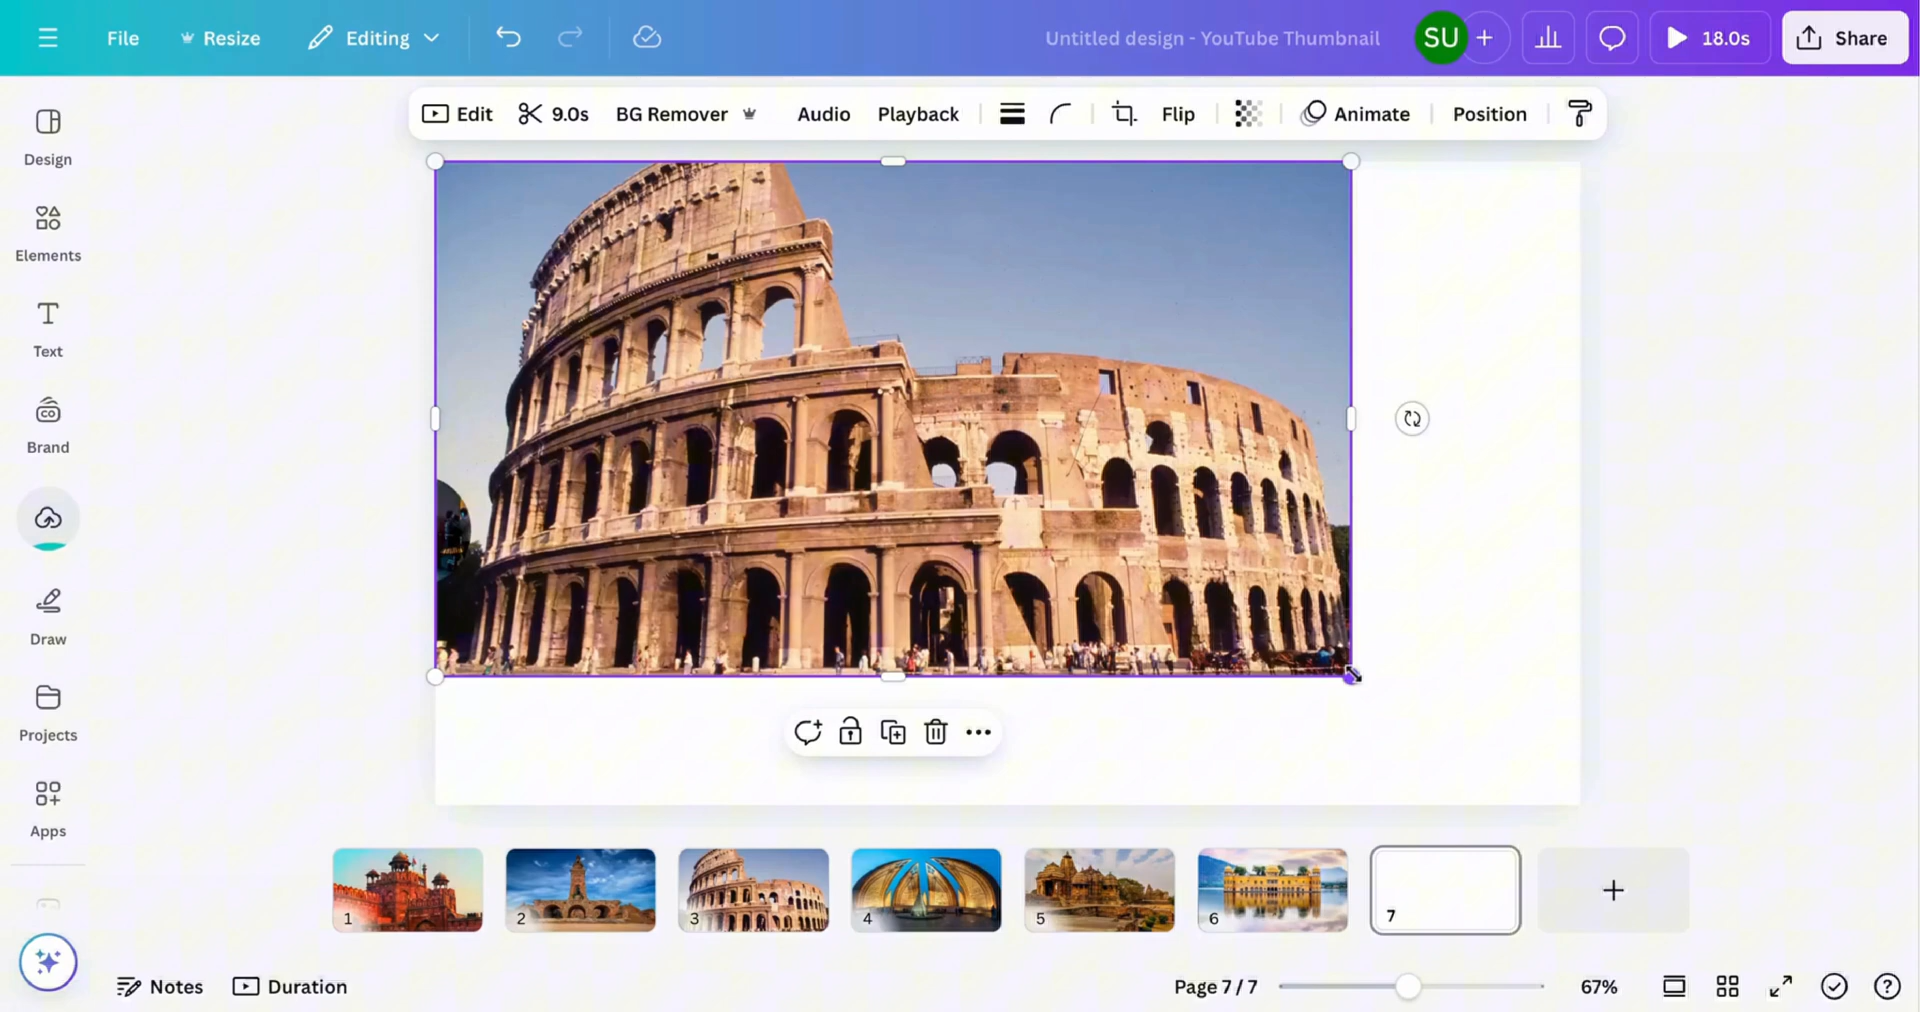 File Resize Editing Untitled design - YouTube Thumbnail SU 18.0s Share
Edit 9.0s BG Remover Audio Playback Flip Animate Position
Design
Elements
Text
CO
Brand
Draw
Projects
Apps
1 2 3 4 5 6 7
Notes Duration Page 7 / 7 67%